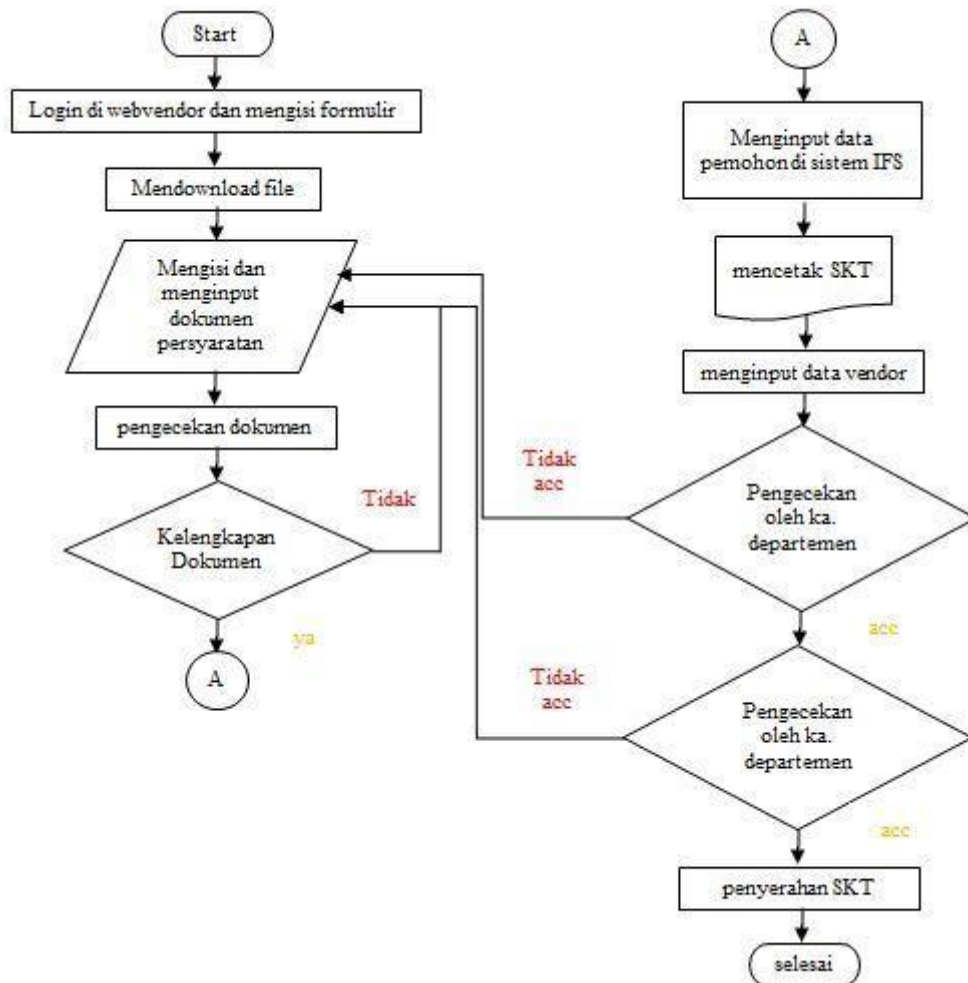 Start
Login di webvendor dan mengisi formulir
Mendownload file
Mengisi dan
menginput
dokumen
persyaratan
pengecekan dokumen
Kelengkapan
Dokumen
Tidak
ya
A
A
Menginput data
pemohon di sistem IFS
mencetak SKT
menginput data vendor
Pengecekan
oleh ka.
departemen
Tidak
acc
acc
Pengecekan
oleh ka.
departemen
Tidak
acc
acc
penyerahan SKT
selesai